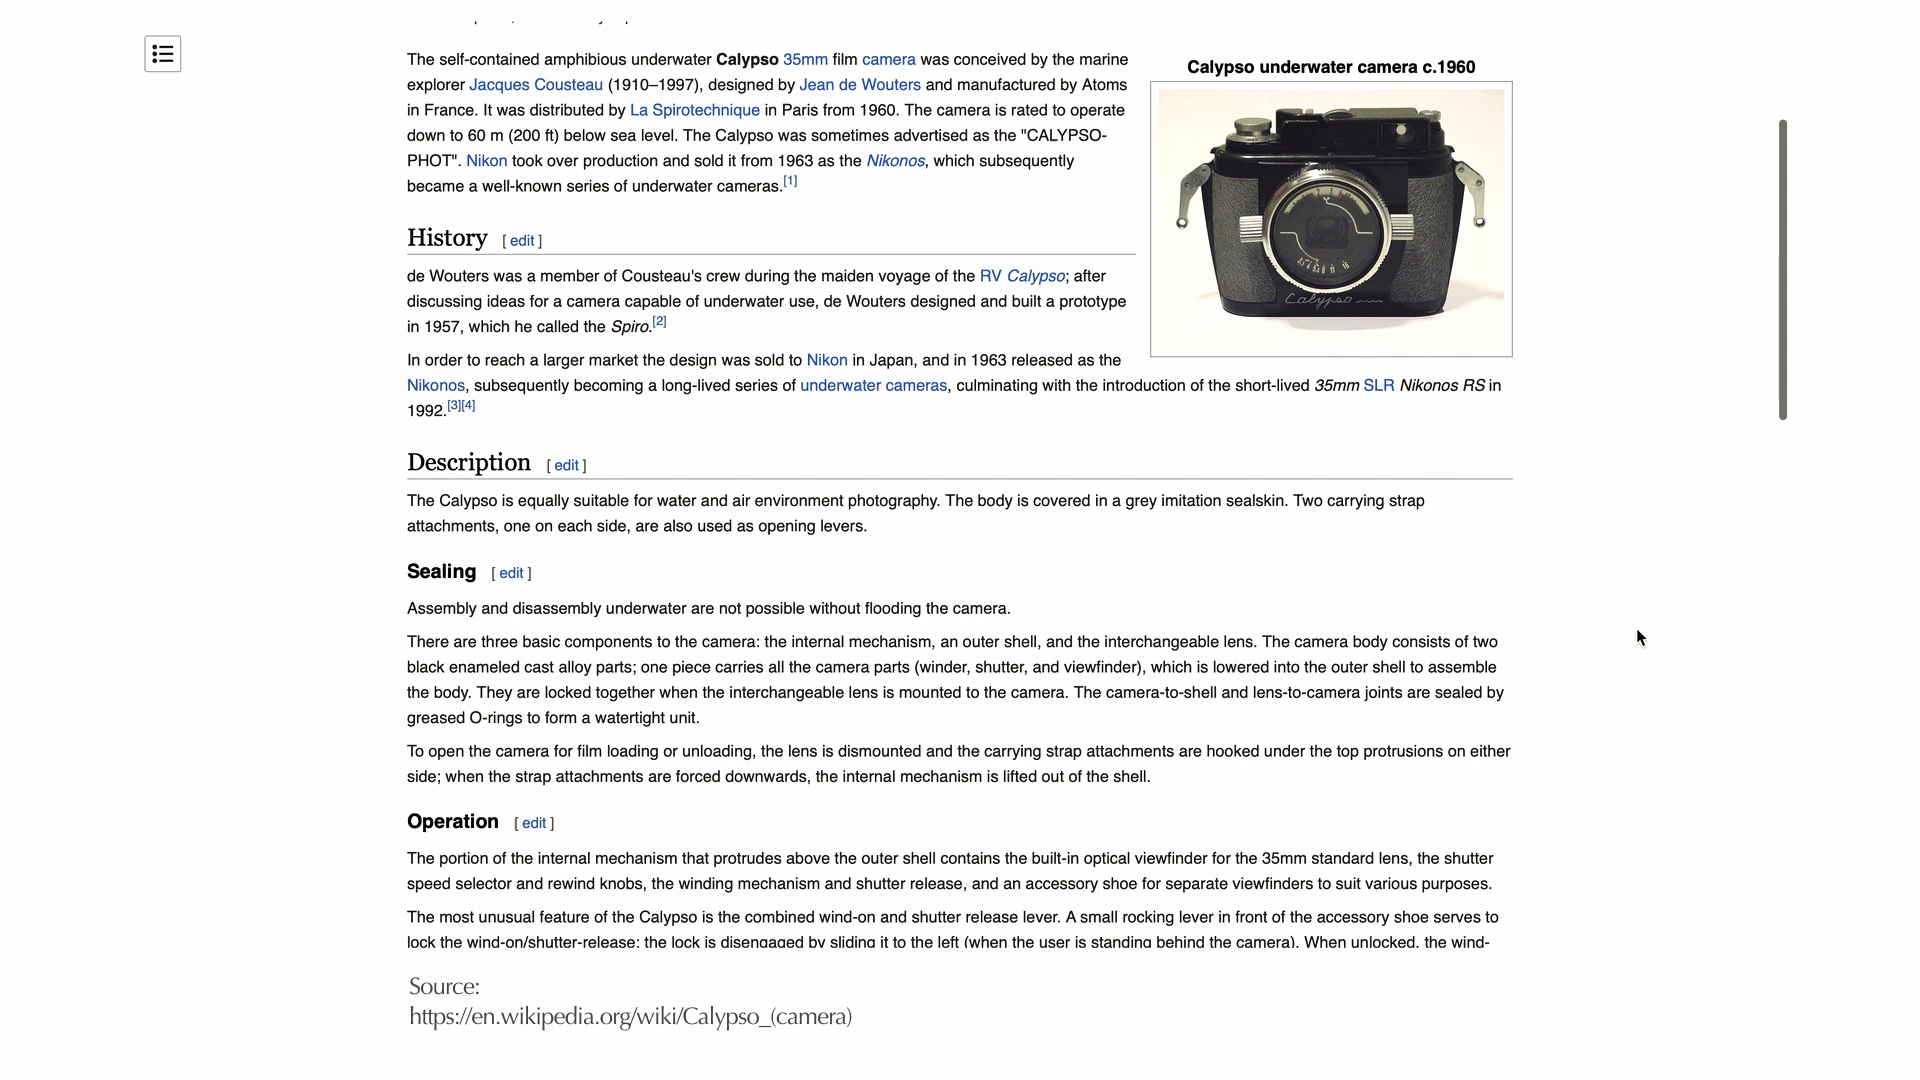 The self-contained amphibious underwater Calypso 35mm film camera was conceived by the marine
explorer Jacques Cousteau (1910–1997), designed by Jean de Wouters and manufactured by Atoms
in France. It was distributed by La Spirotechnique in Paris from 1960. The camera is rated to operate
down to 60 m (200 ft) below sea level. The Calypso was sometimes advertised as the "CALYPSO-
PHOT". Nikon took over production and sold it from 1963 as the Nikonos, which subsequently
became a well-known series of underwater cameras.[1]
Calypso underwater camera c.1960
Calypso
History [ edit ]
de Wouters was a member of Cousteau's crew during the maiden voyage of the RV Calypso; after
discussing ideas for a camera capable of underwater use, de Wouters designed and built a prototype
in 1957, which he called the Spiro.[2]
In order to reach a larger market the design was sold to Nikon in Japan, and in 1963 released as the
Nikonos, subsequently becoming a long-lived series of underwater cameras, culminating with the introduction of the short-lived 35mm SLR Nikonos RS in
1992.[3][4]
Description [ edit ]
The Calypso is equally suitable for water and air environment photography. The body is covered in a grey imitation sealskin. Two carrying strap
attachments, one on each side, are also used as opening levers.
Sealing [ edit ]
Assembly and disassembly underwater are not possible without flooding the camera.
There are three basic components to the camera: the internal mechanism, an outer shell, and the interchangeable lens. The camera body consists of two
black enameled cast alloy parts; one piece carries all the camera parts (winder, shutter, and viewfinder), which is lowered into the outer shell to assemble
the body. They are locked together when the interchangeable lens is mounted to the camera. The camera-to-shell and lens-to-camera joints are sealed by
greased O-rings to form a watertight unit.
To open the camera for film loading or unloading, the lens is dismounted and the carrying strap attachments are hooked under the top protrusions on either
side; when the strap attachments are forced downwards, the internal mechanism is lifted out of the shell.
Operation [ edit ]
The portion of the internal mechanism that protrudes above the outer shell contains the built-in optical viewfinder for the 35mm standard lens, the shutter
speed selector and rewind knobs, the winding mechanism and shutter release, and an accessory shoe for separate viewfinders to suit various purposes.
The most unusual feature of the Calypso is the combined wind-on and shutter release lever. A small rocking lever in front of the accessory shoe serves to
lock the wind-on/shutter-release: the lock is disengaged by sliding it to the left (when the user is standing behind the camera). When unlocked, the wind-
Source:
https://en.wikipedia.org/wiki/Calypso_(camera)